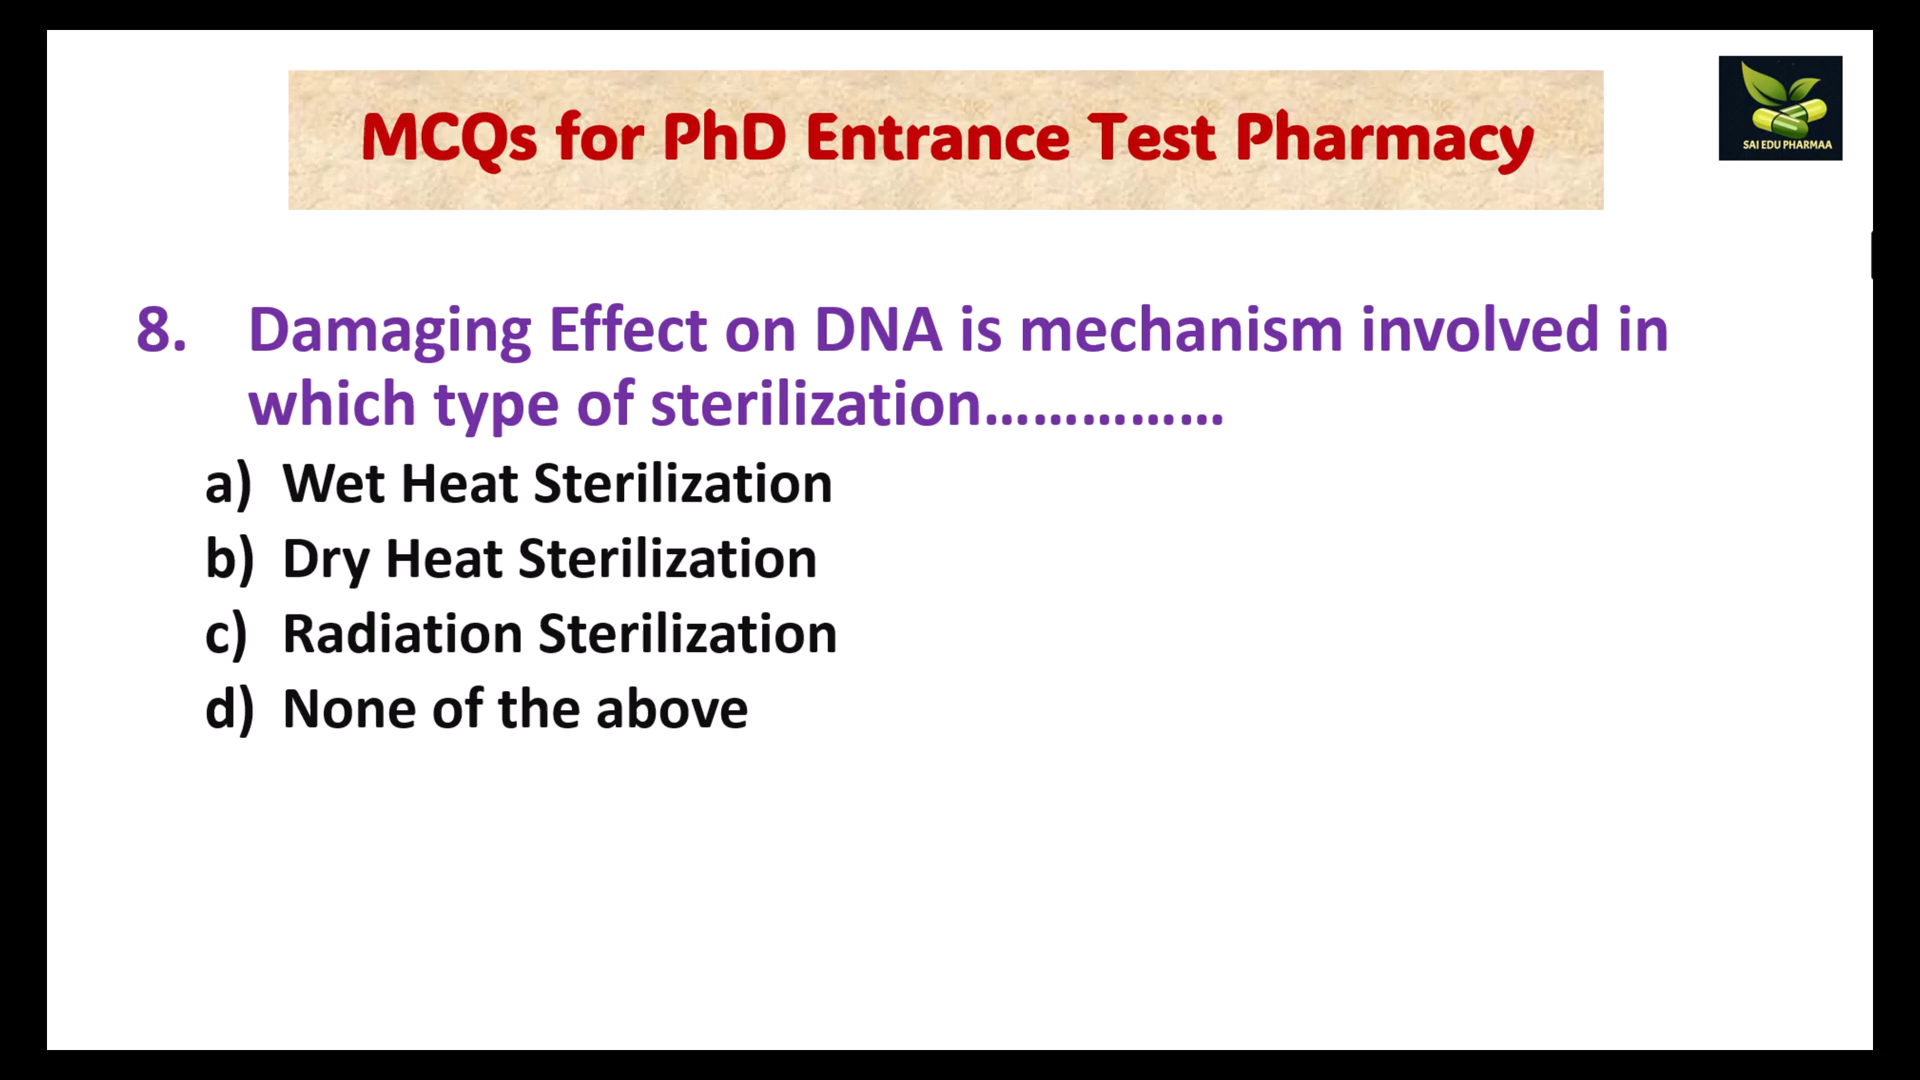 MCQs for PhD Entrance Test Pharmacy
SAI EDU PHARMAA
8. Damaging Effect on DNA is mechanism involved in
which type of sterilization……………
a) Wet Heat Sterilization
b) Dry Heat Sterilization
c) Radiation Sterilization
d) None of the above